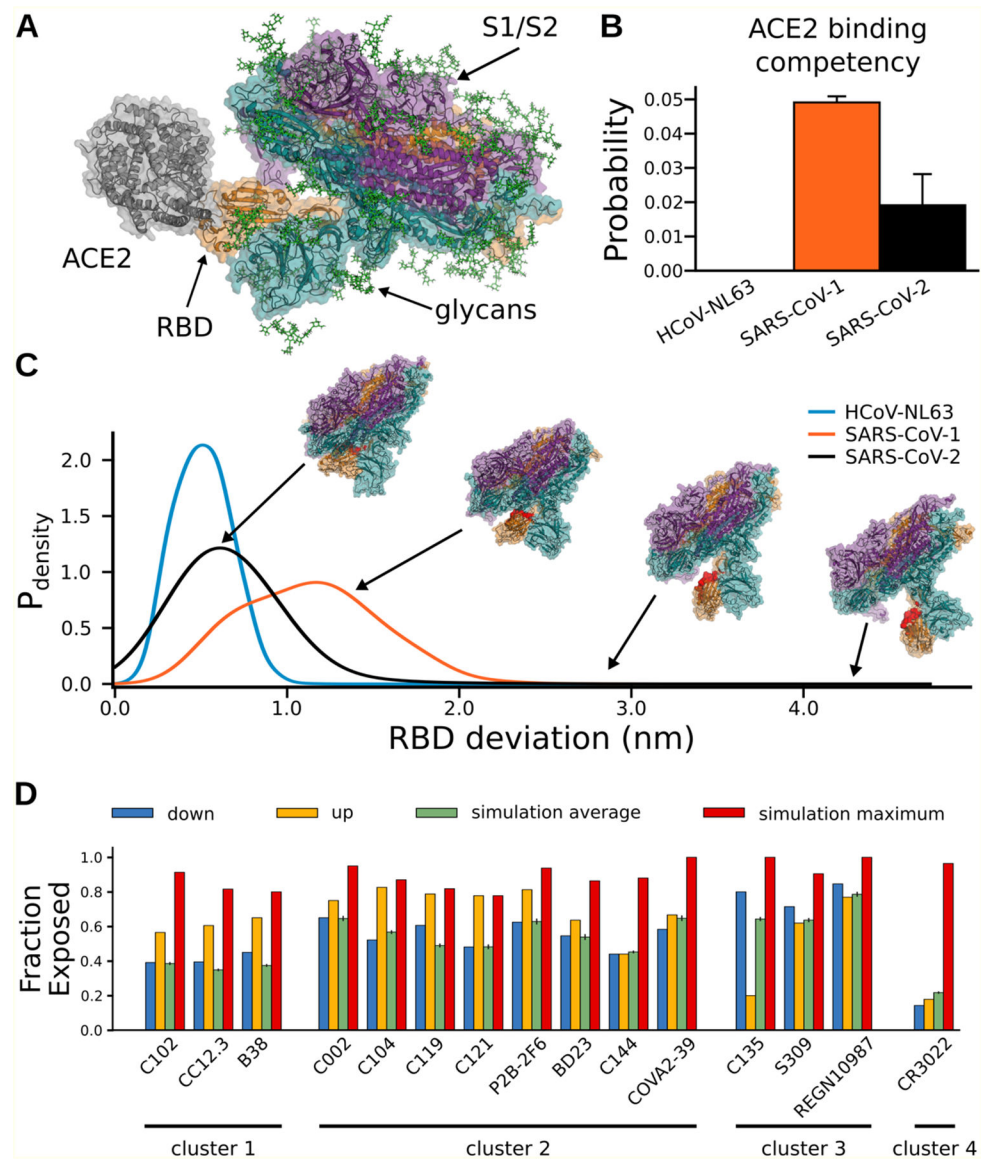 A
S1/S2
ACE2
RBD
glycans
B
ACE2 binding
competency
Probability
0.05
0.04
0.03
0.02
0.01
0.00
HCoV-NL63
SARS-CoV-1
SARS-CoV-2
C
HCoV-NL63
SARS-CoV-1
SARS-CoV-2
Pdensity
2.0
1.5
1.0
0.5
0.0
0.0 1.0 2.0 3.0 4.0
RBD deviation (nm)
D
down up simulation average simulation maximum
Fraction
Exposed
1.0
0.8
0.6
0.4
0.2
0.0
C102
CC12.3
B38
C002
C104
C119
C121
P2B-2F6
BD23
C144
COVA2-39
C135
S309
REGN10987
CR3022
cluster 1 cluster 2 cluster 3 cluster 4